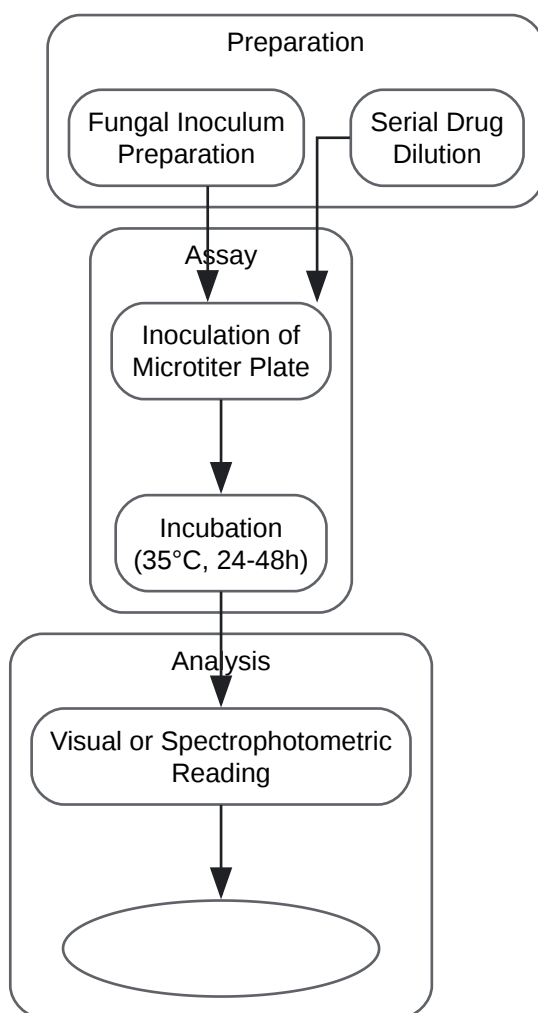 Preparation
Fungal Inoculum
Preparation
Serial Drug
Dilution
Assay
Inoculation of
Microtiter Plate
Incubation
(35°C, 24-48h)
Analysis
Visual or Spectrophotometric
Reading